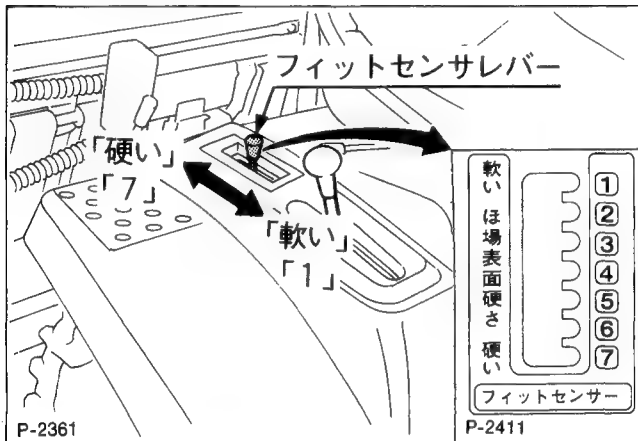 フィットセンサレバー
「硬い」
「7」
「軟い」
「1」
軟い ほ場表面硬さ 硬い
1
2
3
4
5
6
7
フィットセンサー
P-2361
P-2411